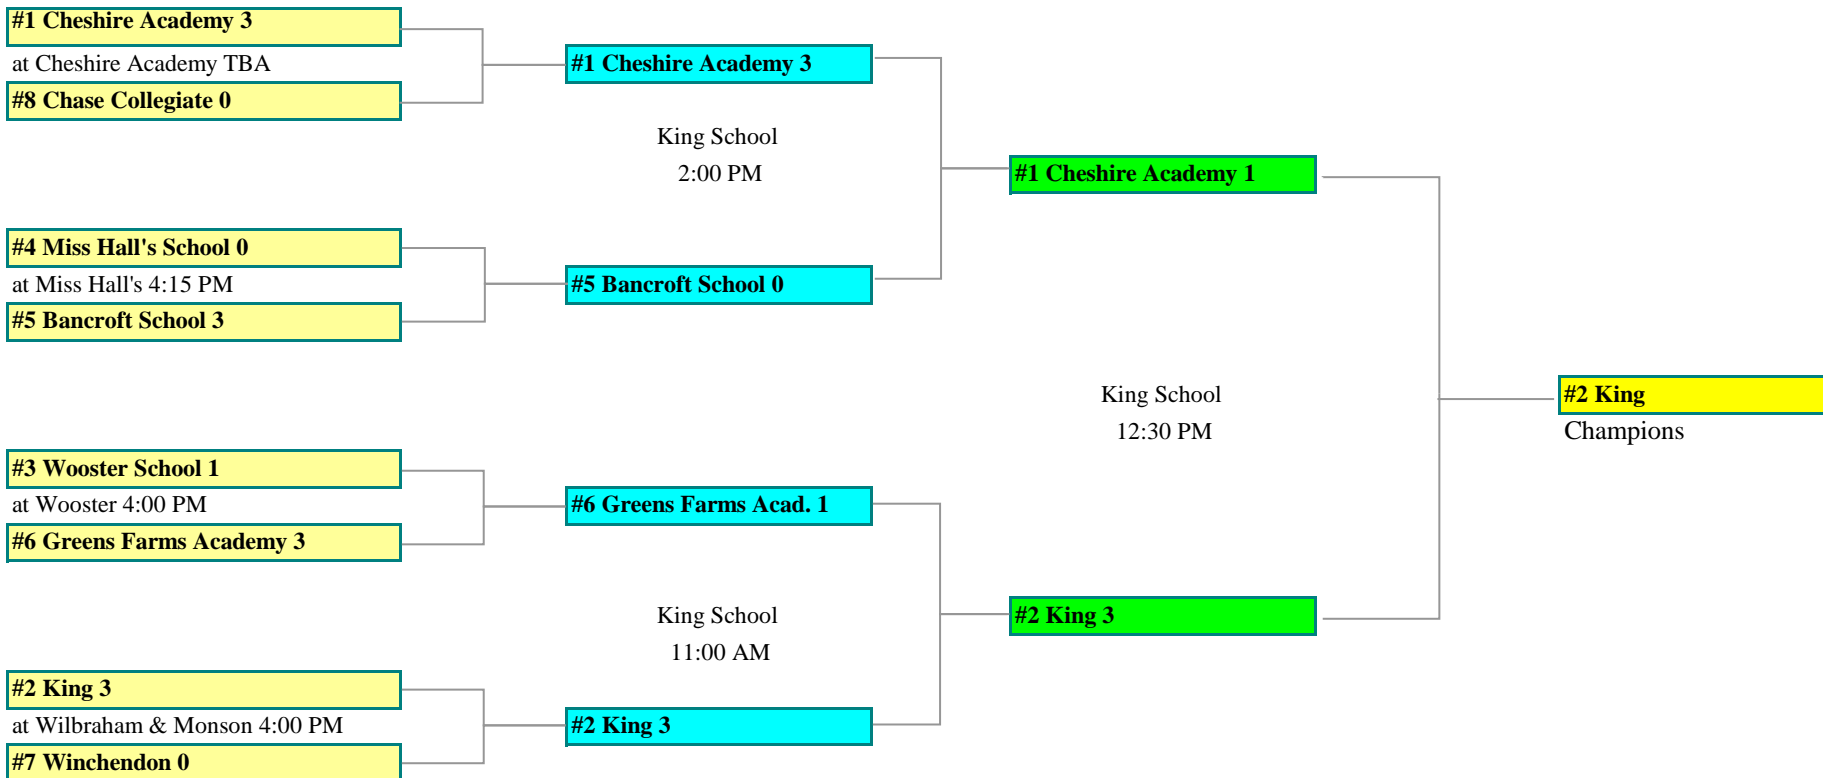 #1 Cheshire Academy 3
at Cheshire Academy TBA
#8 Chase Collegiate 0
#4 Miss Hall's School 0
at Miss Hall's 4:15 PM
#5 Bancroft School 3
#3 Wooster School 1
at Wooster 4:00 PM
#6 Greens Farms Academy 3
#2 King 3
at Wilbraham & Monson 4:00 PM
#7 Winchendon 0
#1 Cheshire Academy 3
King School
2:00 PM
#5 Bancroft School 0
#6 Greens Farms Acad. 1
King School
11:00 AM
#2 King 3
#1 Cheshire Academy 1
King School
12:30 PM
#2 King 3
#2 King
Champions